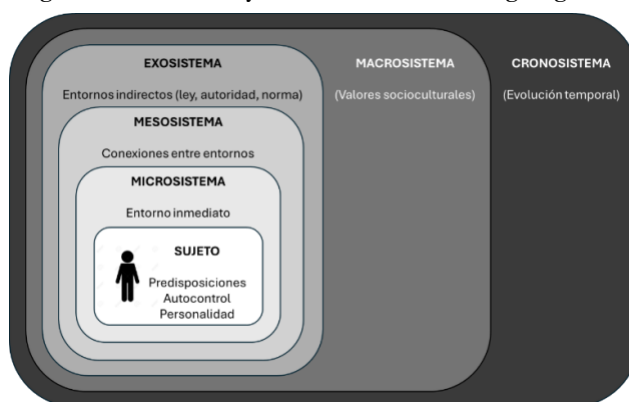 EXOSISTEMA
Entornos indirectos (ley, autoridad, norma)
MESOSISTEMA
Conexiones entre entornos
MICROSISTEMA
Entorno inmediato
SUJETO
Predisposiciones
Autocontrol
Personalidad
MACROSISTEMA
(Valores socioculturales)
CRONOSISTEMA
(Evolución temporal)